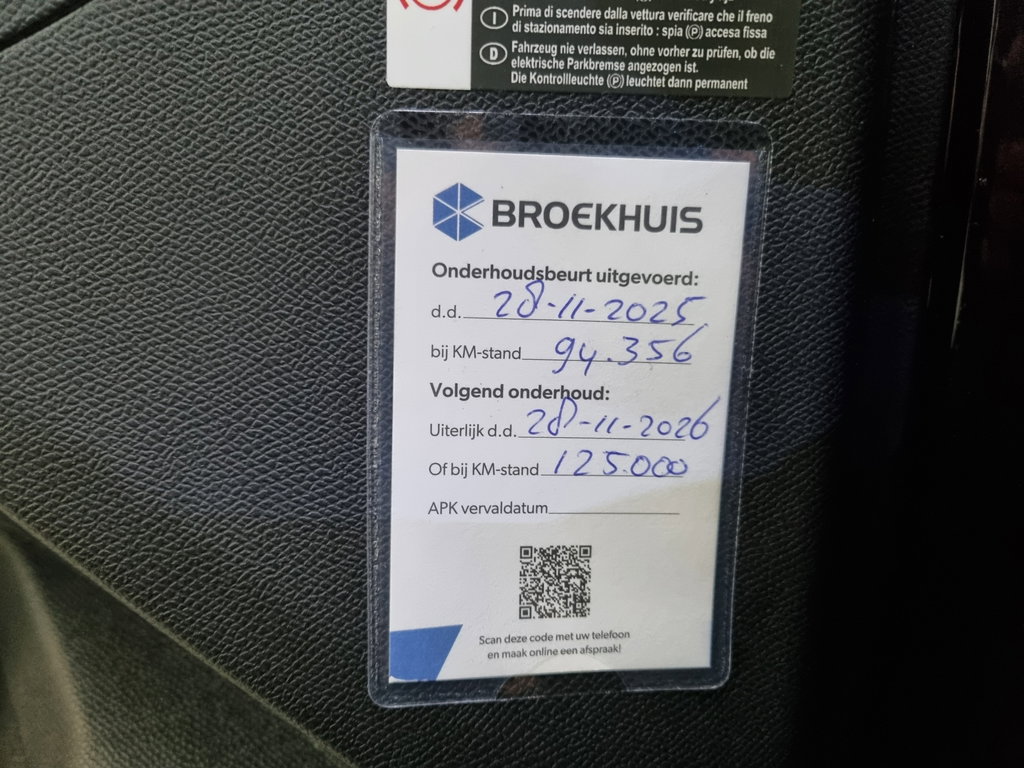 I Prima di scendere dalla vettura verificare che il freno
di stazionamento sia inserito : spia (P) accesa fissa
D Fahrzeug nie verlassen, ohne vorher zu prüfen, ob die
elektrische Parkbremse angezogen ist.
Die Kontrollleuchte (P) leuchtet dann permanent
BROEKHUIS
Onderhoudsbeurt uitgevoerd:
d.d. 28-11-2025
bij KM-stand 94.356
Volgend onderhoud:
Uiterlijk d.d. 28-11-2026
Of bij KM-stand 125.000
APK vervaldatum
Scan deze code met uw telefoon
en maak online een afspraak!